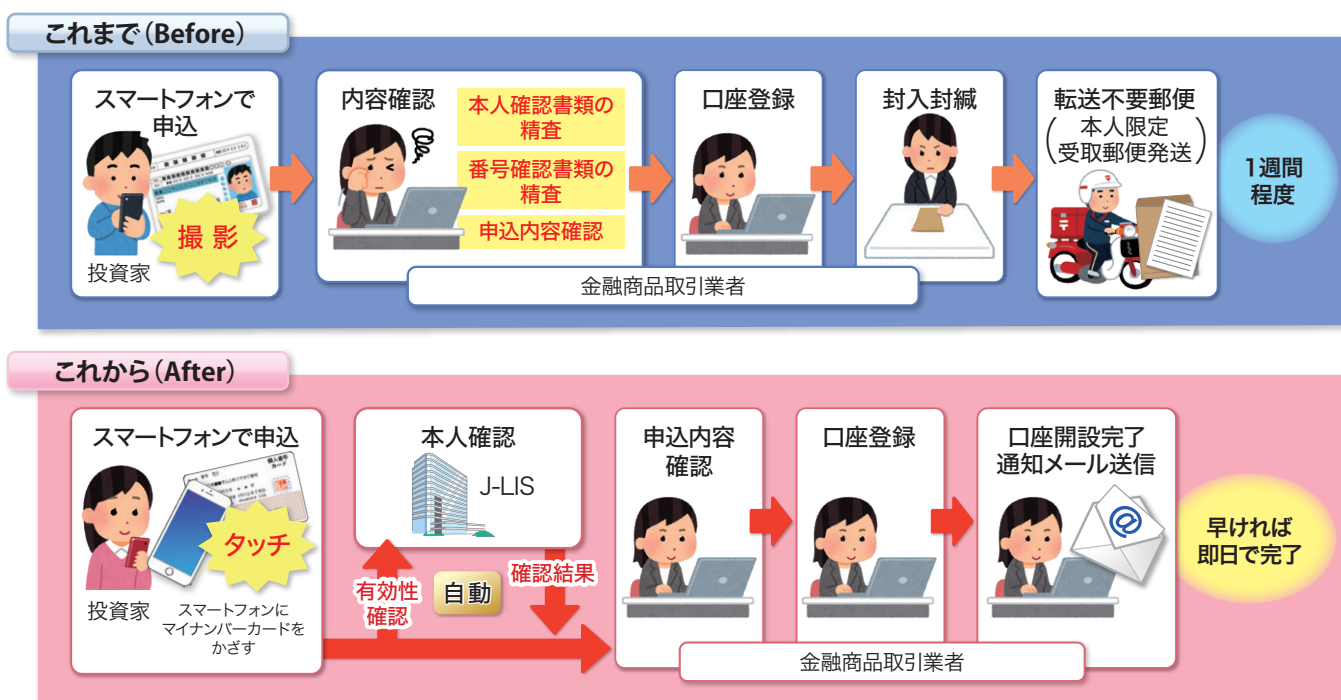 これまで（Before）
スマートフォンで
申込
撮影
投資家
内容確認
本人確認書類の
精査
番号確認書類の
精査
申込内容確認
口座登録
封入封緘
転送不要郵便
（本人限定
受取郵便発送）
1週間
程度
金融商品取引業者
これから（After）
スマートフォンで申込
個人番号
カード
タッチ
投資家
スマートフォンに
マイナンバーカードを
かざす
本人確認
J-LIS
有効性
確認
自動
確認結果
申込内容
確認
口座登録
口座開設完了
通知メール送信
@
早ければ
即日で完了
金融商品取引業者